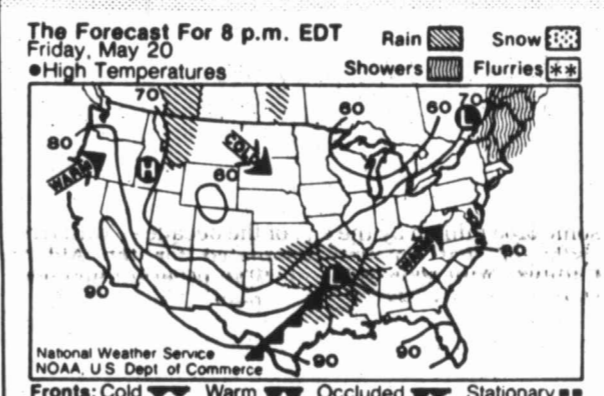 The Forecast For 8 p.m. EDT
Friday, May 20
●High Temperatures
Rain Snow
Showers Flurries
70 60 60 70
80 L
COLD
WARM H 60
WARM 80
L
90
90 90
National Weather Service
NOAA, U S Dept of Commerce
Fronts: Cold Warm Occluded Stationary